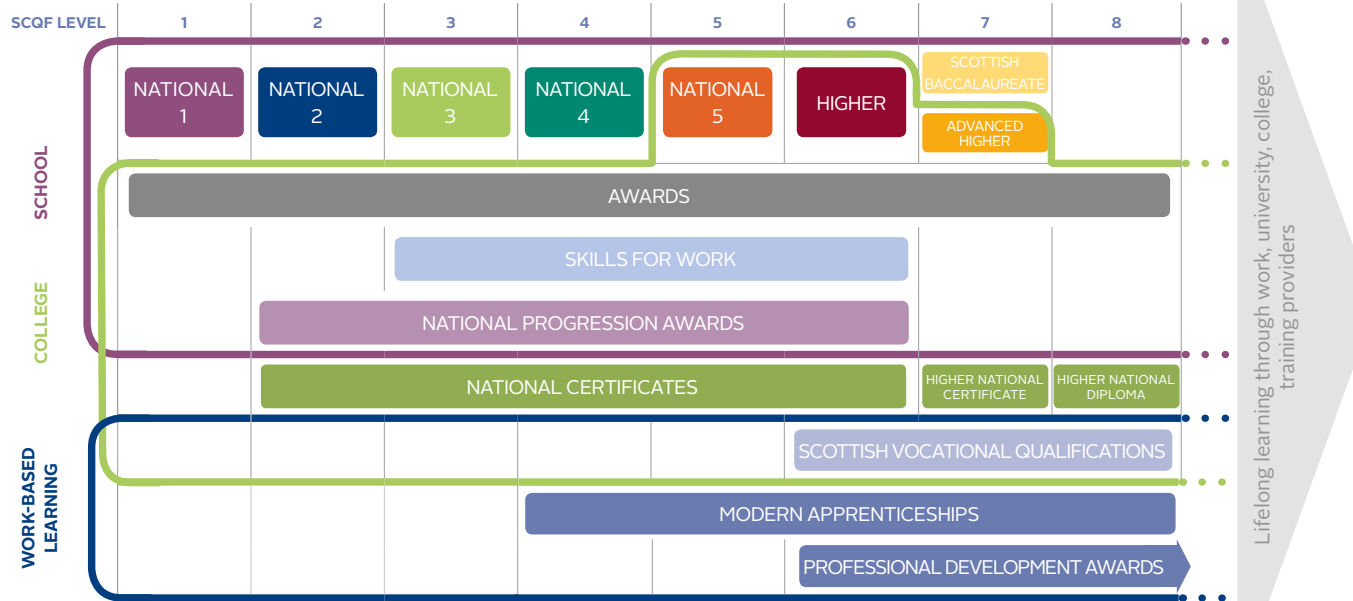 SCQF LEVEL 1 2 3 4 5 6 7 8
NATIONAL
1
NATIONAL
2
NATIONAL
3
NATIONAL
4
NATIONAL
5
HIGHER
SCOTTISH
BACCALAUREATE
ADVANCED
HIGHER
SCHOOL
AWARDS
SKILLS FOR WORK
COLLEGE
NATIONAL PROGRESSION AWARDS
NATIONAL CERTIFICATES
HIGHER NATIONAL
CERTIFICATE
HIGHER NATIONAL
DIPLOMA
WORK-BASED
LEARNING
SCOTTISH VOCATIONAL QUALIFICATIONS
MODERN APPRENTICESHIPS
PROFESSIONAL DEVELOPMENT AWARDS
Lifelong learning through work, university, college,
training providers